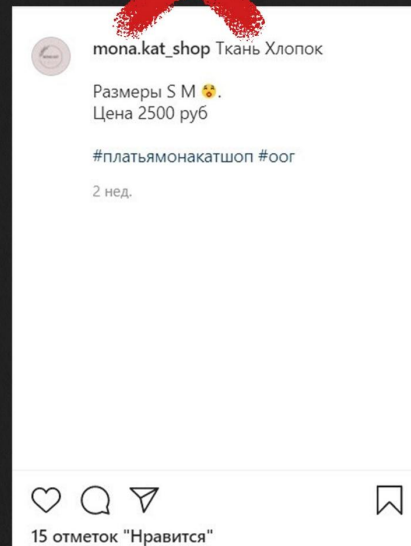 mona.kat_shop Ткань Хлопок
Размеры S M 😲.
Цена 2500 руб
#платьямонакатшоп #оог
2 нед.
15 отметок "Нравится"